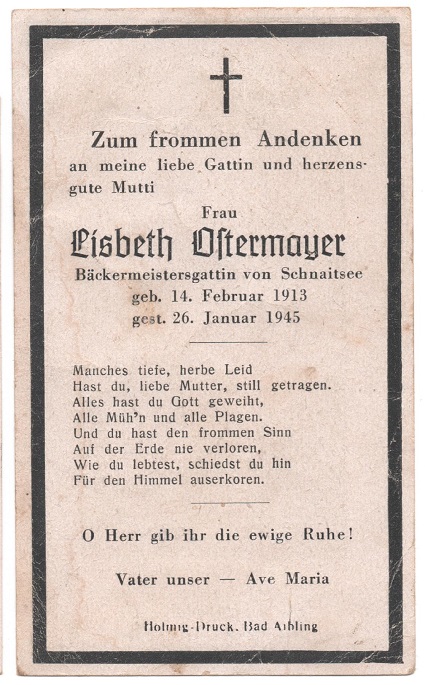 Zum frommen Andenken
an meine liebe Gattin und herzens-
gute Mutti
Frau
Lisbeth Ostermayer
Bäckermeistersgattin von Schnaitsee
geb. 14. Februar 1913
gest. 26. Januar 1945
Manches tiefe, herbe Leid
Hast du, liebe Mutter, still getragen.
Alles hast du Gott geweiht,
Alle Müh'n und alle Plagen.
Und du hast den frommen Sinn
Auf der Erde nie verloren,
Wie du lebtest, schiedst du hin
Für den Himmel auserkoren.
O Herr gib ihr die ewige Ruhe!
Vater unser — Ave Maria
Druck. Bad Aibling